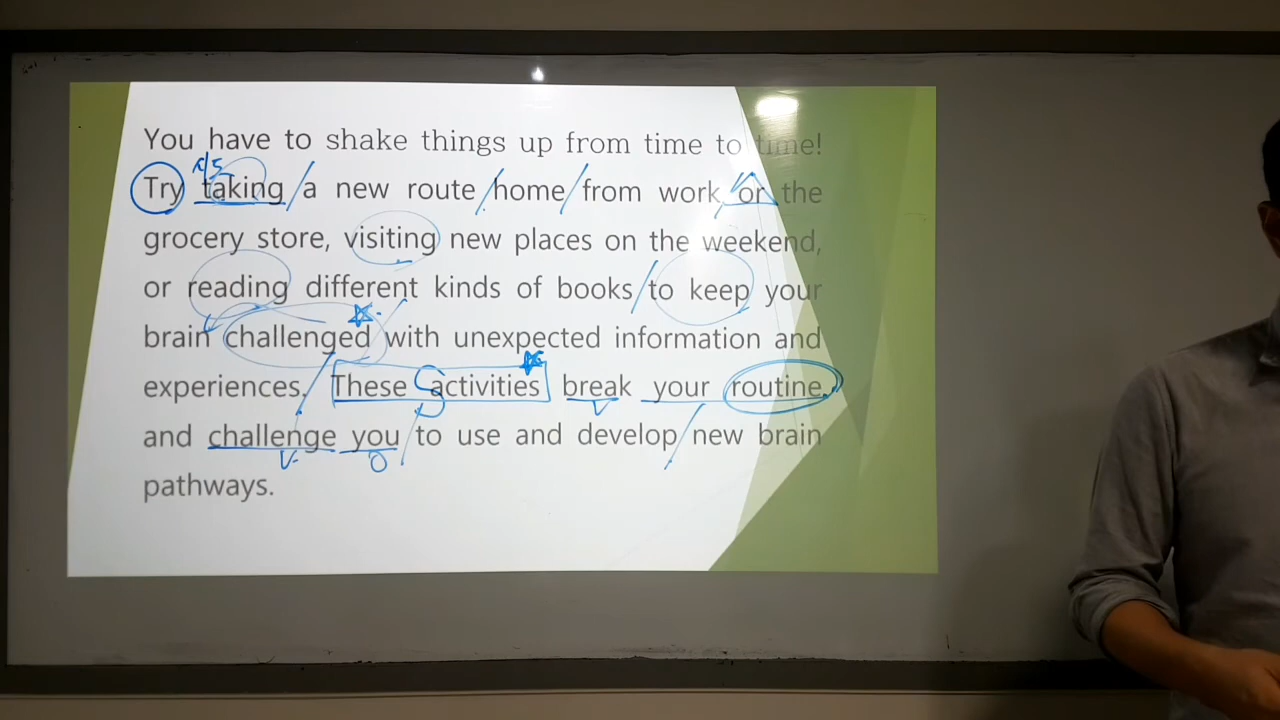 You have to shake things up from time to time!
Try taking a new route home from work, or the
grocery store, visiting new places on the weekend,
or reading different kinds of books to keep your
brain challenged with unexpected information and
experiences. These activities break your routine,
V
and challenge you to use and develop new brain
V O
pathways.